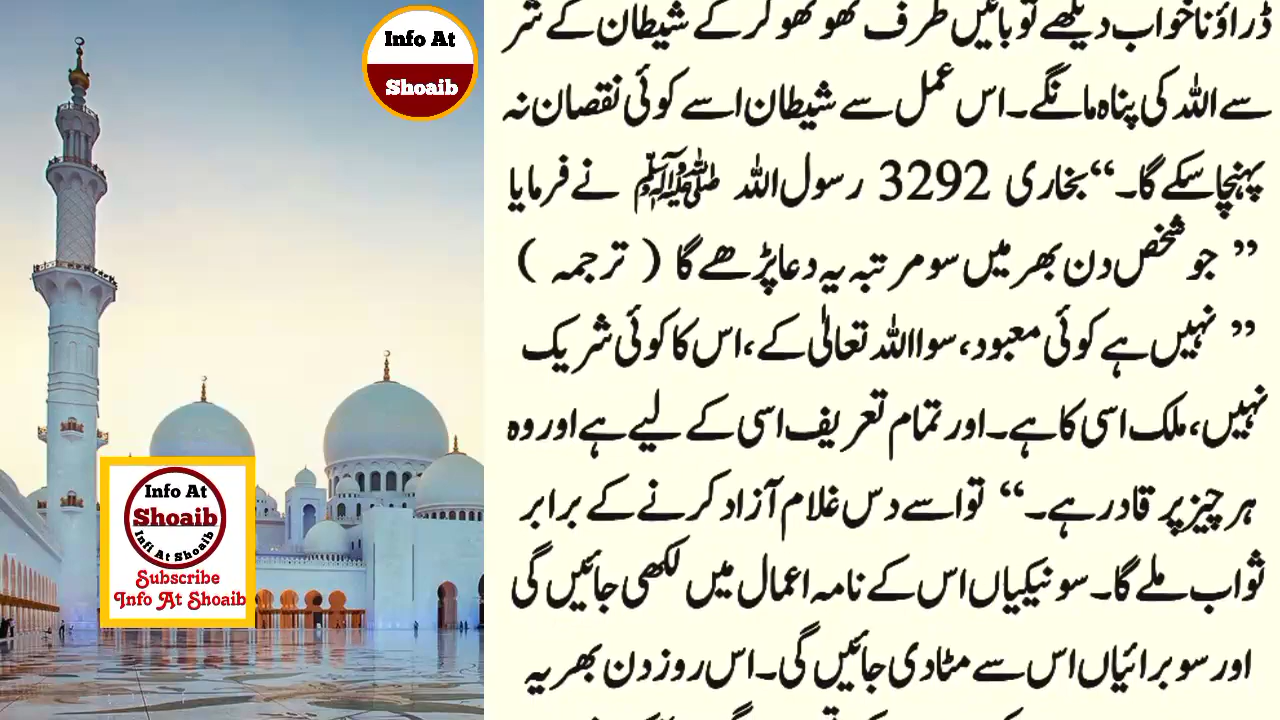 Info At
Shoaib
Info At
Shoaib
Infi At Shoaib
Subscribe
Info At Shoaib
ڈراؤنا خواب دیکھے تو بائیں طرف تھو تھو کرکے شیطان کے شر
سے اللہ کی پناہ مانگے۔ اس عمل سے شیطان اسے کوئی نقصان نہ
پہنچا سکے گا۔“ بخاری 3292 رسول اللہ ﷺ نے فرمایا
” جو شخص دن بھر میں سو مرتبہ یہ دعا پڑھے گا ( ترجمہ )
” نہیں ہے کوئی معبود، سوا اللہ تعالٰی کے، اس کا کوئی شریک
نہیں، ملک اسی کا ہے۔ اور تمام تعریف اسی کے لیے ہے اور وہ
ہر چیز پر قادر ہے۔“ تو اسے دس غلام آزاد کرنے کے برابر
ثواب ملے گا۔ سو نیکیاں اس کے نامہ اعمال میں لکھی جائیں گی
اور سو برائیاں اس سے مٹا دی جائیں گی۔ اس روز دن بھر یہ